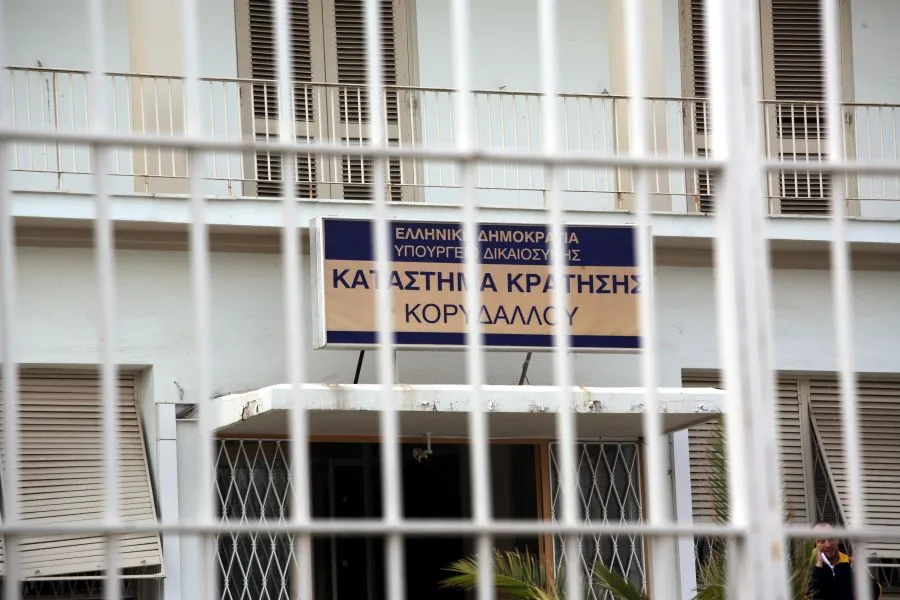 ΕΛΛΗΝΙΚΗ ΔΗΜΟΚΡΑΤΙΑ
ΥΠΟΥΡΓΕΙΟ ΔΙΚΑΙΟΣΥΝΗΣ
ΚΑΤΑΣΤΗΜΑ ΚΡΑΤΗΣΗΣ
ΚΟΡΥΔΑΛΛΟΥ